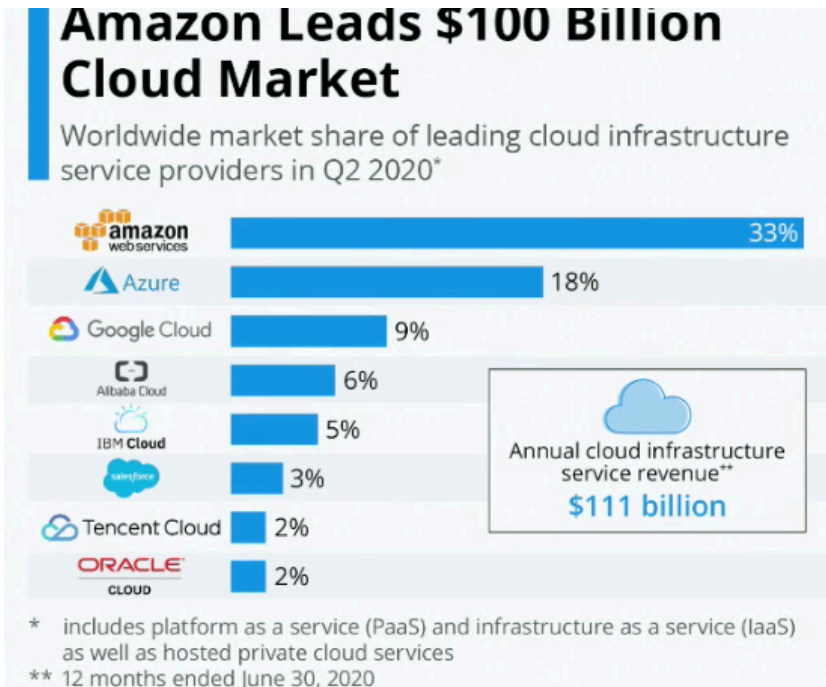 Amazon Leads $100 Billion
Cloud Market
Worldwide market share of leading cloud infrastructure
service providers in Q2 2020*
amazon
webservices
33%
Azure
18%
Google Cloud
9%
Alibaba Cloud
6%
IBM Cloud
5%
salesforce
3%
Tencent Cloud
2%
ORACLE
CLOUD
2%
Annual cloud infrastructure
service revenue**
$111 billion
* includes platform as a service (PaaS) and infrastructure as a service (IaaS)
as well as hosted private cloud services
** 12 months ended June 30, 2020